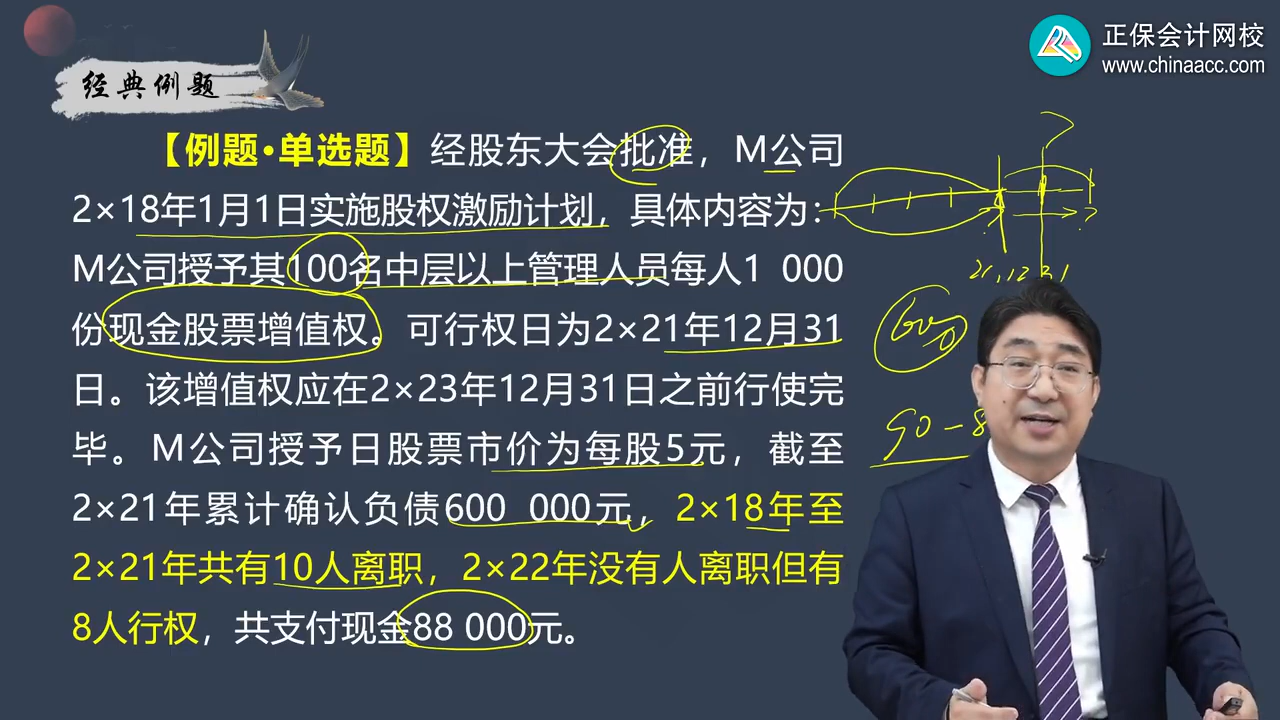 正保会计网校
www.chinaacc.com
经典例题
【例题•单选题】经股东大会批准，M公司
2×18年1月1日实施股权激励计划，具体内容为：
M公司授予其100名中层以上管理人员每人1 000
份现金股票增值权。可行权日为2×21年12月31
日。该增值权应在2×23年12月31日之前行使完
毕。M公司授予日股票市价为每股5元，截至
2×21年累计确认负债600 000元，2×18年至
2×21年共有10人离职，2×22年没有人离职但有
8人行权，共支付现金88 000元。
90-8